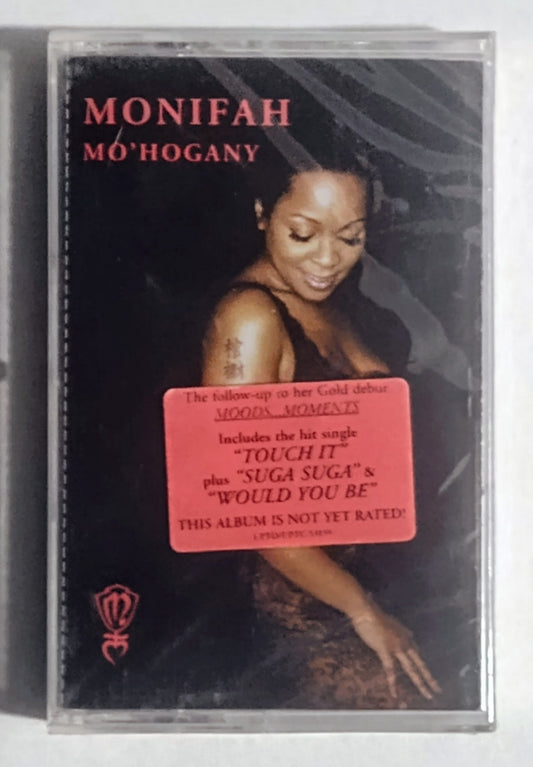 MONIFAH
MO'HOGANY
The follow-up to her Gold debut
MOODS...MOMENTS
Includes the hit single
"TOUCH IT"
plus "SUGA SUGA" &
"WOULD YOU BE"
THIS ALBUM IS NOT YET RATED!